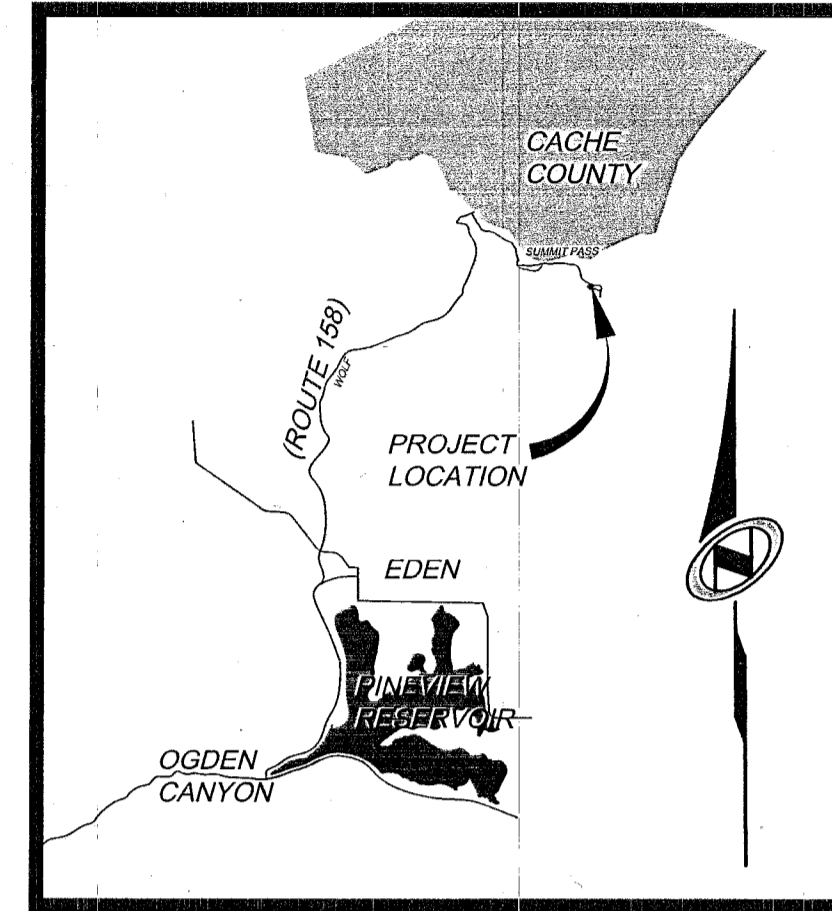 CACHE
COUNTY
SUMMIT PASS
(ROUTE 158)
WOLF
PROJECT
LOCATION
N
EDEN
PINEVIEW
RESERVOIR
OGDEN
CANYON